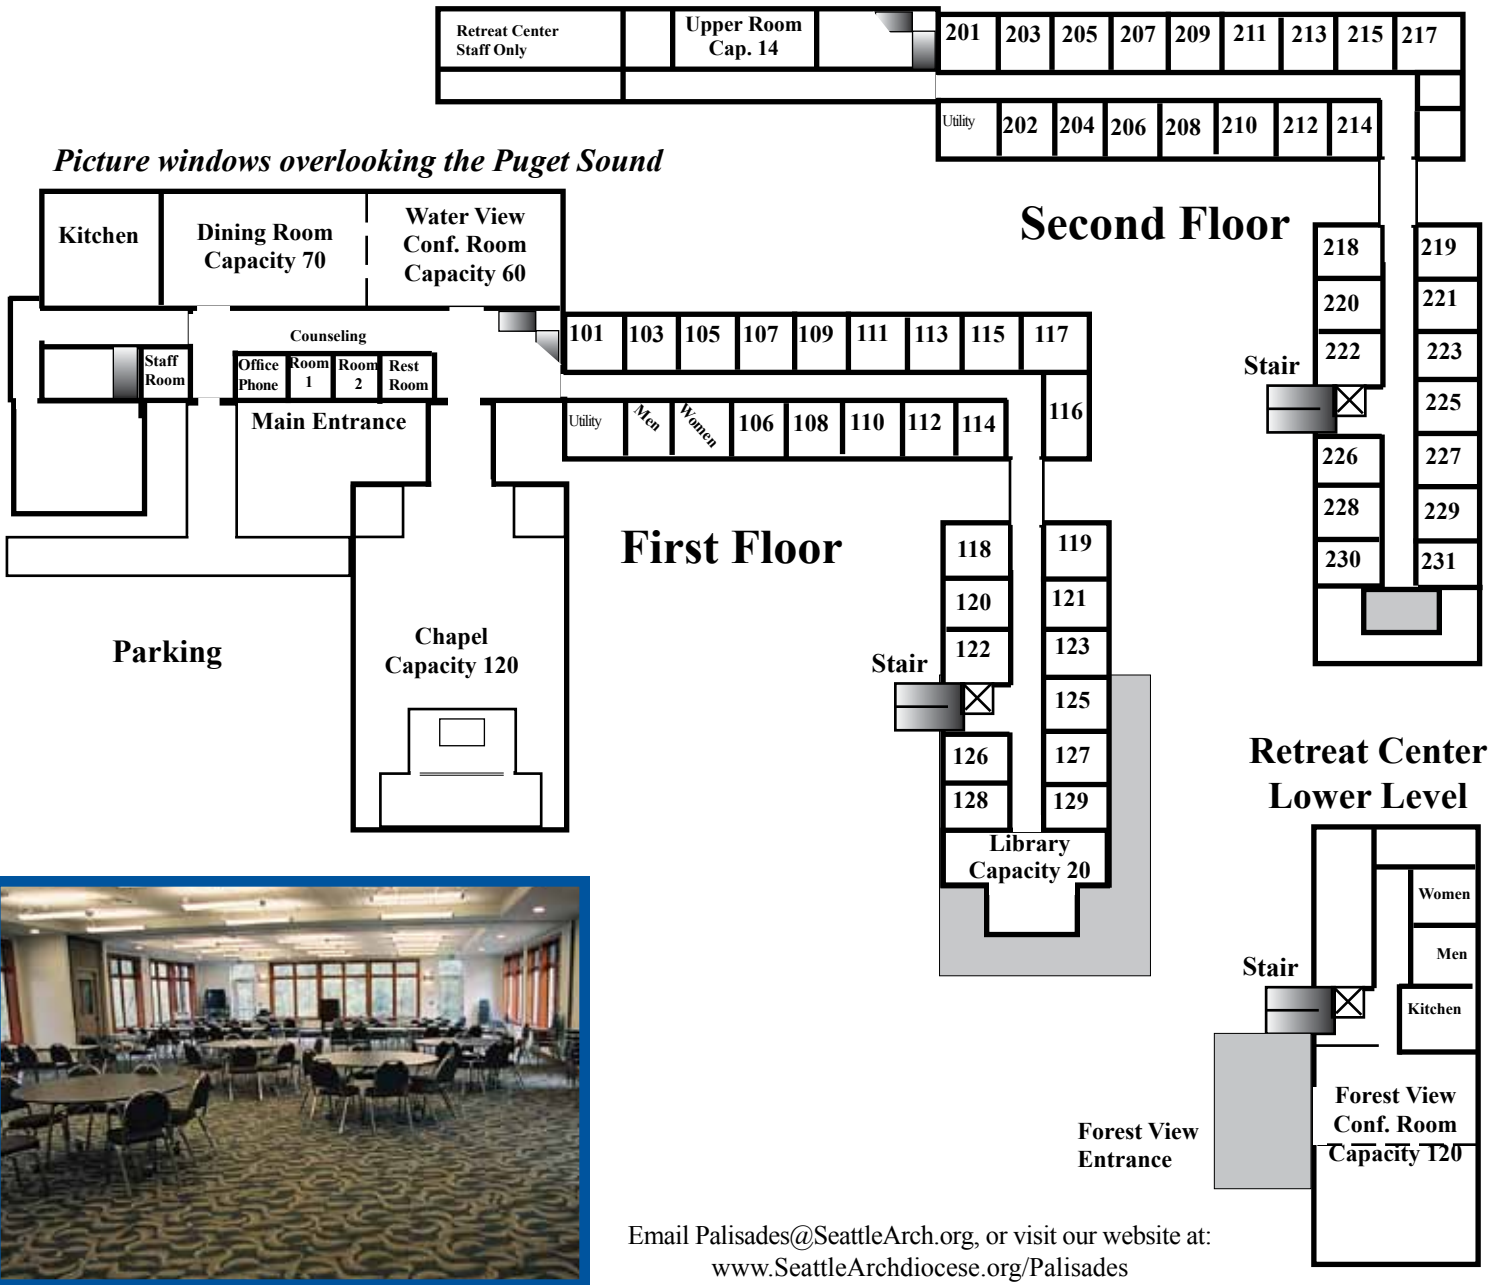 Retreat Center
Staff Only
Upper Room
Cap. 14
201
203
205
207
209
211
213
215
217
Utility
202
204
206
208
210
212
214
Picture windows overlooking the Puget Sound
Second Floor
218
219
220
221
222
223
Stair
225
226
227
228
229
230
231
Kitchen
Dining Room
Capacity 70
Water View
Conf. Room
Capacity 60
Counseling
Staff
Room
Office
Phone
Room
1
Room
2
Rest
Room
Main Entrance
101
103
105
107
109
111
113
115
117
116
Utility
Men
Women
106
108
110
112
114
First Floor
118
119
120
121
122
123
Stair
125
126
127
128
129
Library
Capacity 20
Parking
Chapel
Capacity 120
Retreat Center
Lower Level
Women
Men
Stair
Kitchen
Forest View
Conf. Room
Capacity 120
Forest View
Entrance
Email Palisades@SeattleArch.org, or visit our website at:
www.SeattleArchdiocese.org/Palisades